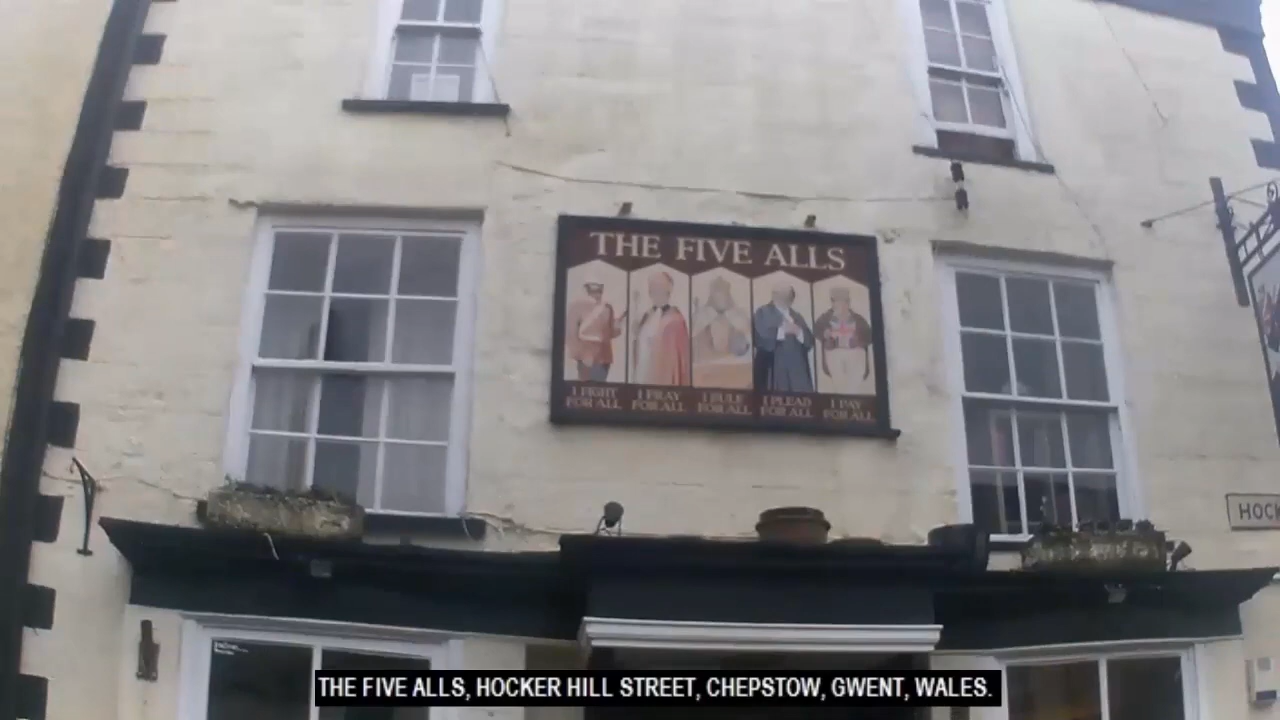 THE FIVE ALLS
I FIGHT FOR ALL
I PRAY FOR ALL
I RULE FOR ALL
I PLEAD FOR ALL
I PAY FOR ALL
HOCK
THE FIVE ALLS, HOCKER HILL STREET, CHEPSTOW, GWENT, WALES.